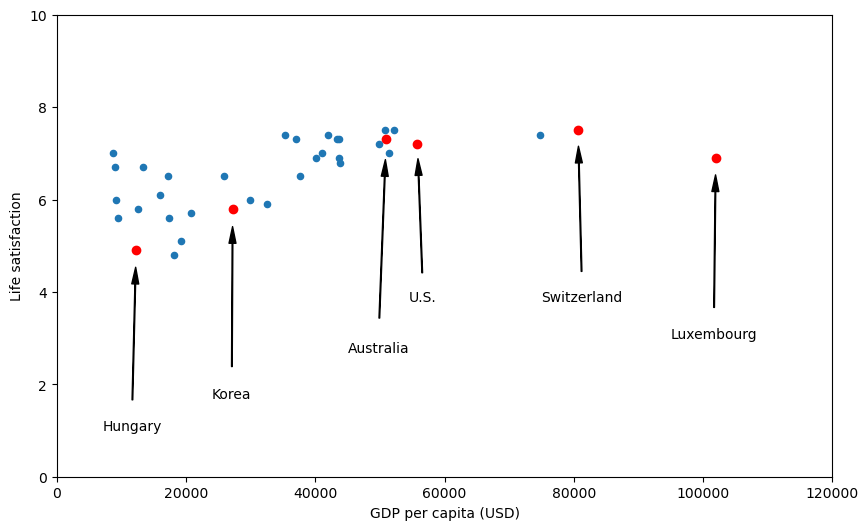 10
8
6
4
2
0
Life satisfaction
U.S.
Switzerland
Luxembourg
Australia
Korea
Hungary
0 20000 40000 60000 80000 100000 120000
GDP per capita (USD)